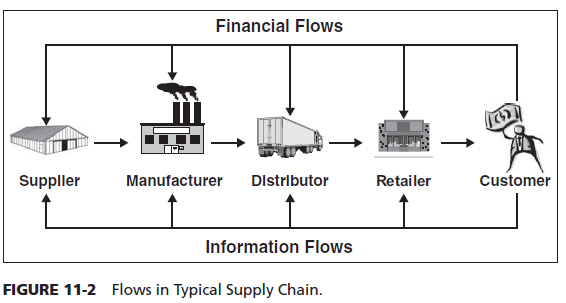 Financial Flows
Supplier Manufacturer Distributor Retailer Customer
Information Flows
FIGURE 11-2 Flows in Typical Supply Chain.